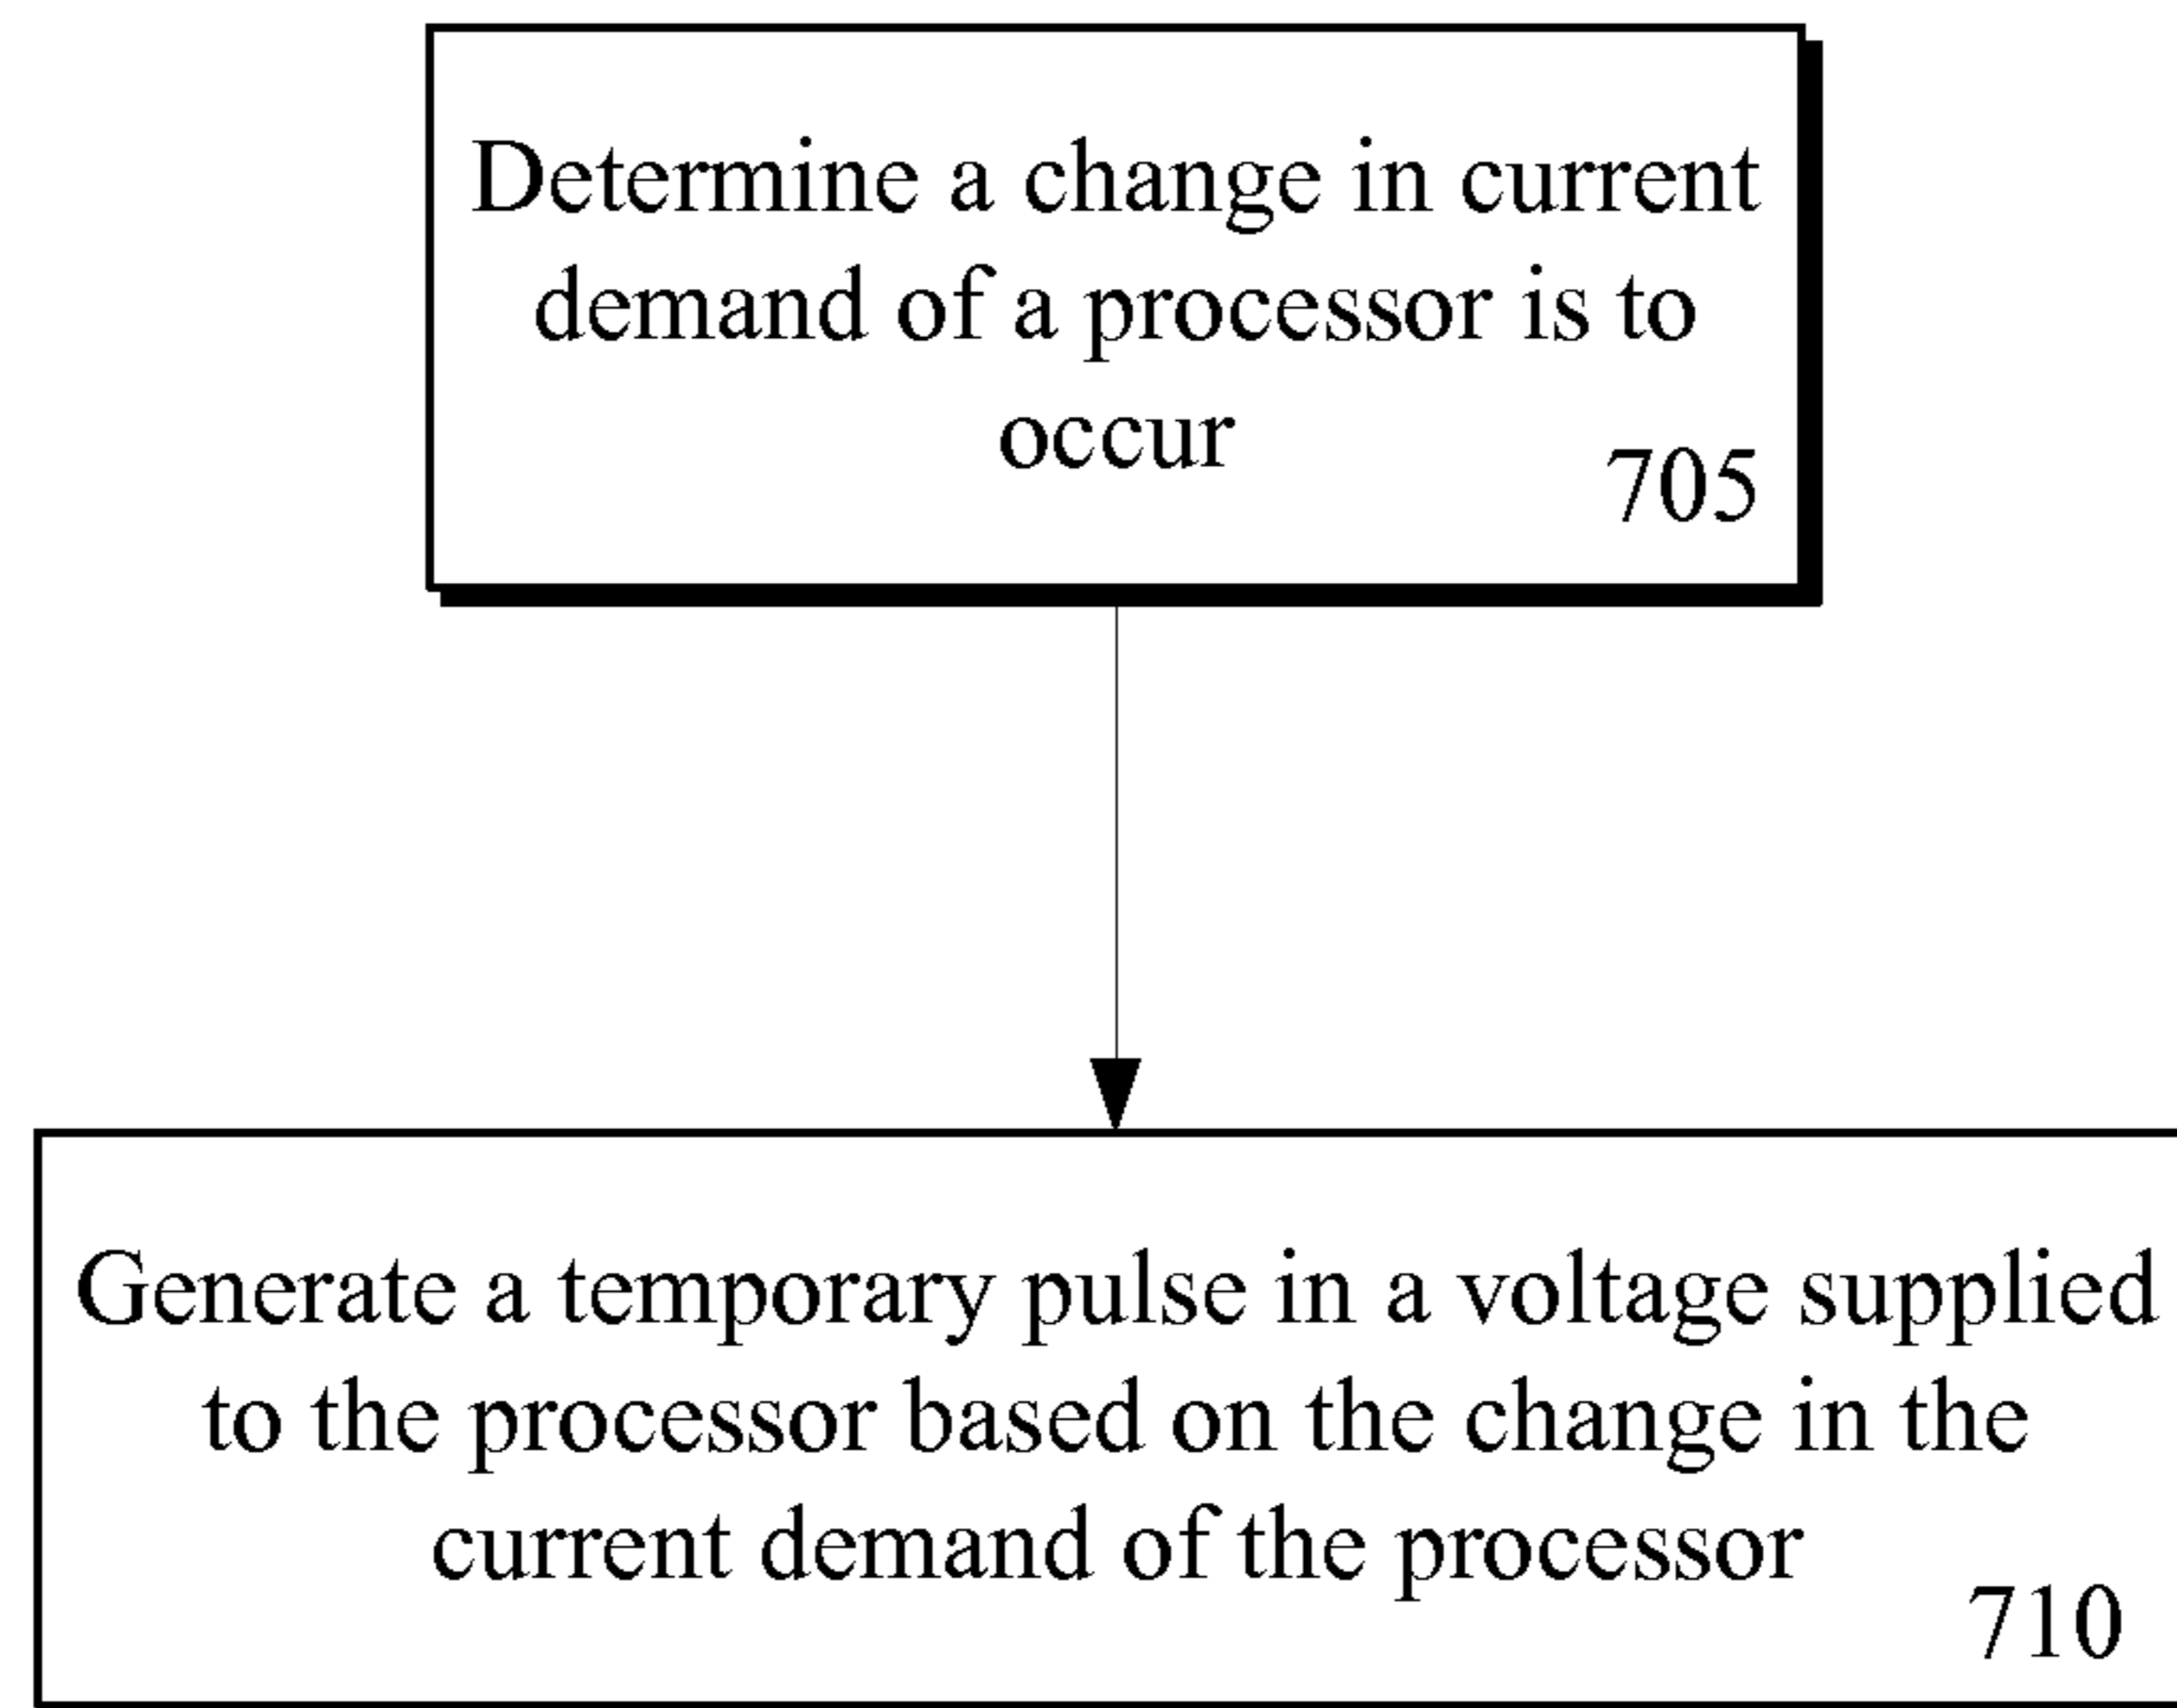 Determine a change in current
demand of a processor is to
occur
705
Generate a temporary pulse in a voltage supplied
to the processor based on the change in the
current demand of the processor
710